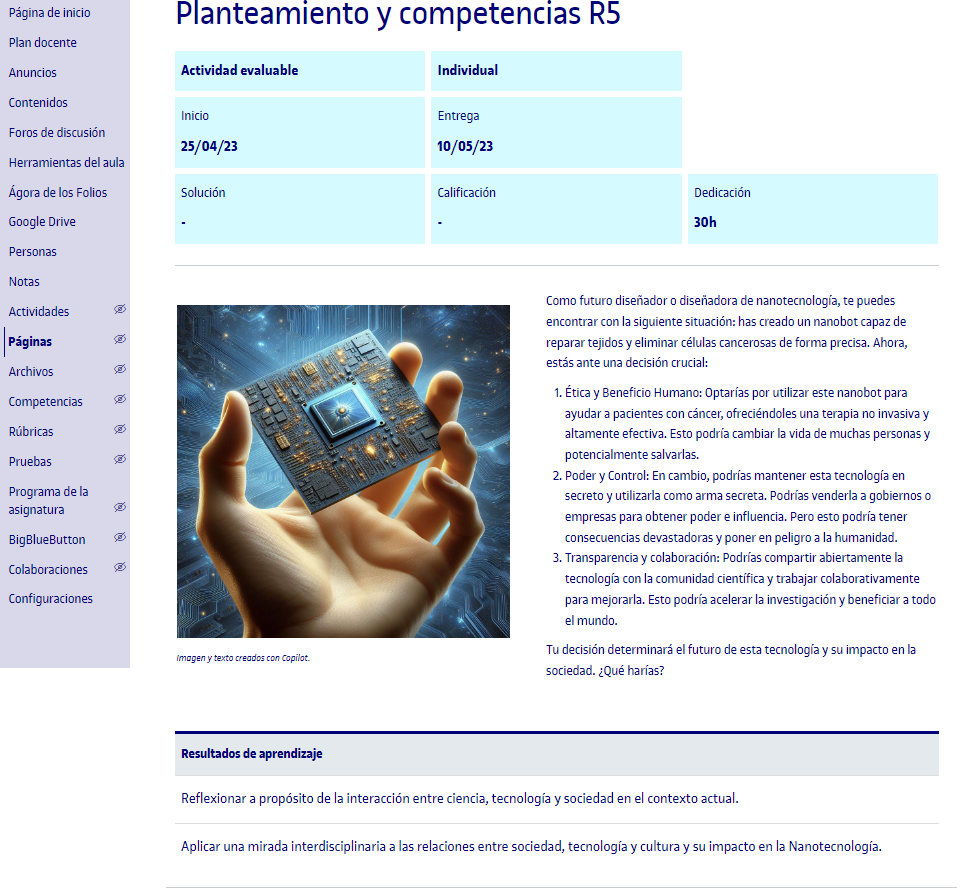 Página de inicio
Plan docente
Anuncios
Contenidos
Foros de discusión
Herramientas del aula
Ágora de los Folios
Google Drive
Personas
Notas
Actividades
Páginas
Archivos
Competencias
Rúbricas
Pruebas
Programa de la
asignatura
BigBlueButton
Colaboraciones
Configuraciones
Planteamiento y competencias R5
Actividad evaluable
Individual
Inicio
25/04/23
Entrega
10/05/23
Solución
-
Calificación
-
Dedicación
30h
Imagen y texto creados con Copilot.
Como futuro diseñador o diseñadora de nanotecnología, te puedes
encontrar con la siguiente situación: has creado un nanobot capaz de
reparar tejidos y eliminar células cancerosas de forma precisa. Ahora,
estás ante una decisión crucial:
1. Ética y Beneficio Humano: Optarías por utilizar este nanobot para
ayudar a pacientes con cáncer, ofreciéndoles una terapia no invasiva y
altamente efectiva. Esto podría cambiar la vida de muchas personas y
potencialmente salvarlas.
2. Poder y Control: En cambio, podrías mantener esta tecnología en
secreto y utilizarla como arma secreta. Podrías venderla a gobiernos o
empresas para obtener poder e influencia. Pero esto podría tener
consecuencias devastadoras y poner en peligro a la humanidad.
3. Transparencia y colaboración: Podrías compartir abiertamente la
tecnología con la comunidad científica y trabajar colaborativamente
para mejorarla. Esto podría acelerar la investigación y beneficiar a todo
el mundo.
Tu decisión determinará el futuro de esta tecnología y su impacto en la
sociedad. ¿Qué harías?
Resultados de aprendizaje
Reflexionar a propósito de la interacción entre ciencia, tecnología y sociedad en el contexto actual.
Aplicar una mirada interdisciplinaria a las relaciones entre sociedad, tecnología y cultura y su impacto en la Nanotecnología.